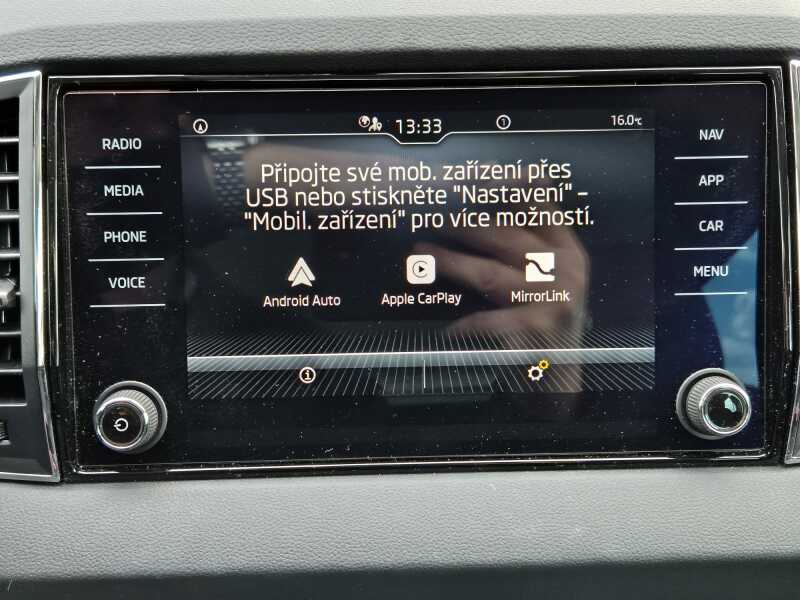 RADIO
MEDIA
PHONE
VOICE
13:33
1
16.0°C
Připojte své mob. zařízení přes
USB nebo stiskněte "Nastavení" –
"Mobil. zařízení" pro více možností.
Android Auto
Apple CarPlay
MirrorLink
NAV
APP
CAR
MENU